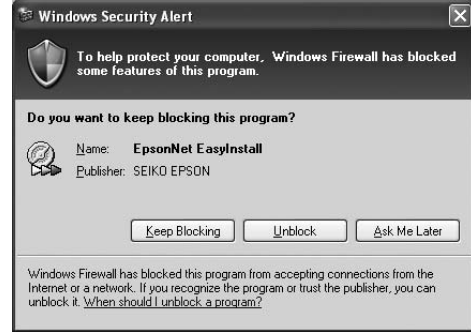 Windows Security Alert
To help protect your computer, Windows Firewall has blocked
some features of this program.
Do you want to keep blocking this program?
Name: EpsonNet EasyInstall
Publisher: SEIKO EPSON
Keep Blocking Unblock Ask Me Later
Windows Firewall has blocked this program from accepting connections from the
Internet or a network. If you recognize the program or trust the publisher, you can
unblock it. When should I unblock a program?